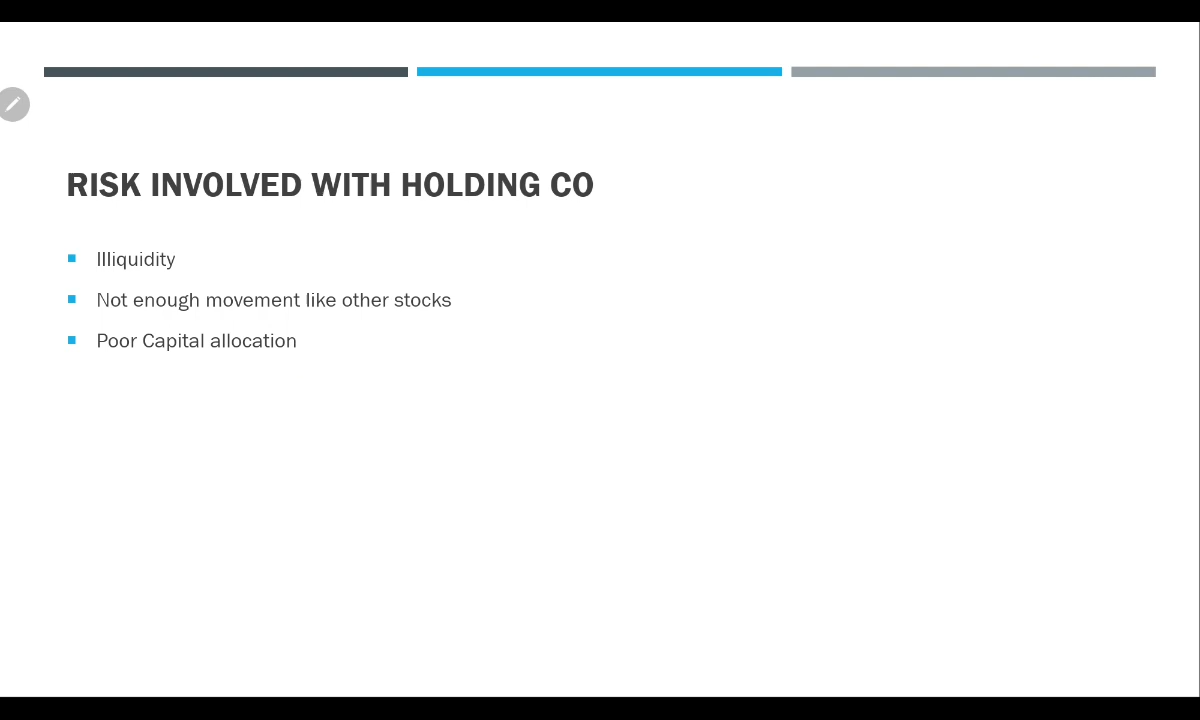 RISK INVOLVED WITH HOLDING CO
Illiquidity
Not enough movement like other stocks
Poor Capital allocation